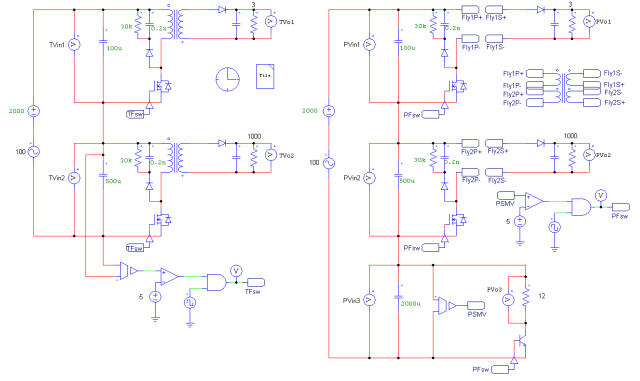 3
30k
0.2n
TVo1
TVin1
100u
TFsw
file
2000
1000
30k
0.2n
TVo2
100
TVin2
500u
TFsw
5
V
TFsw
3
30k
0.2n
Fly1P+
Fly1S+
PVo1
PVin1
100u
Fly1P-
Fly1S-
PFsw
Fly1P+
Fly1S-
Fly1P-
Fly1S+
Fly2P+
Fly2S-
Fly2P-
Fly2S+
2000
1000
30k
0.2n
Fly2P+
Fly2S+
PVo2
100
PVin2
500u
Fly2P-
Fly2S-
PFsw
PSMV
5
V
PFsw
PVin3
2000u
PSMV
PVo3
12
PFsw